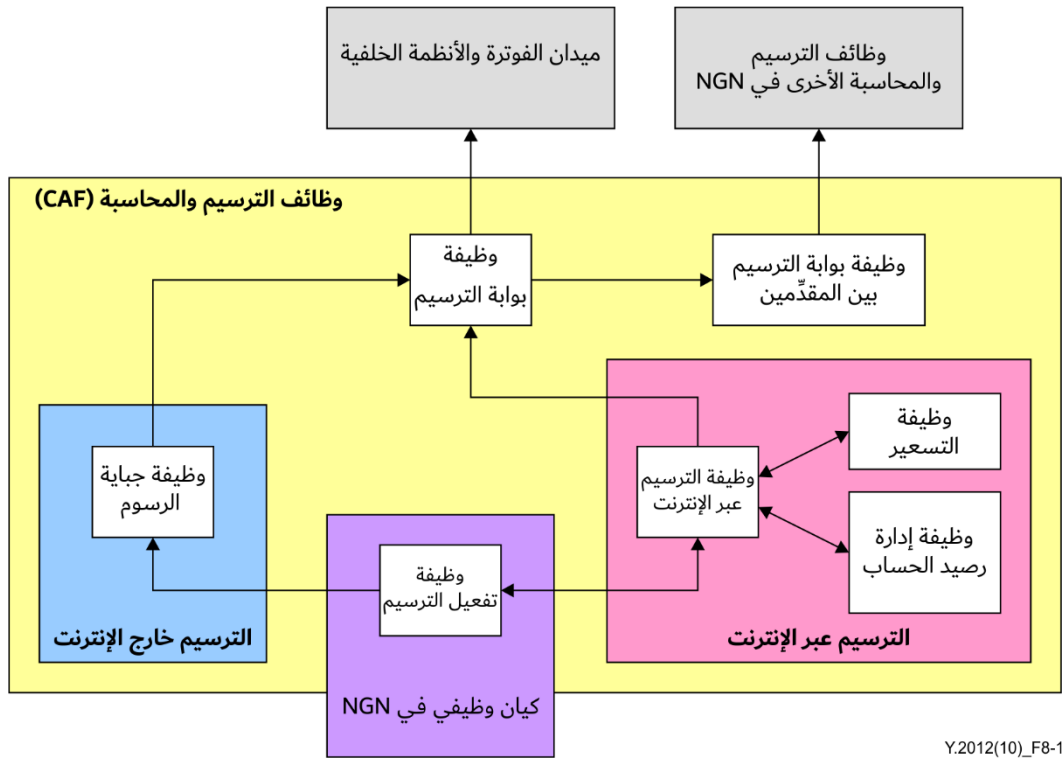 وظائف الترسيم
والمحاسبة الأخرى في NGN
ميدان الفوترة والأنظمة الخلفية
وظائف الترسيم والمحاسبة (CAF)
وظيفة بوابة الترسيم
بين المقدِّمين
وظيفة
بوابة الترسيم
وظيفة
التسعير
وظيفة الترسيم
عبر الإنترنت
وظيفة إدارة
رصيد الحساب
الترسيم عبر الإنترنت
وظيفة جباية
الرسوم
الترسيم خارج الإنترنت
وظيفة
تفعيل الترسيم
كيان وظيفي في NGN
Y.2012(10)_F8-1